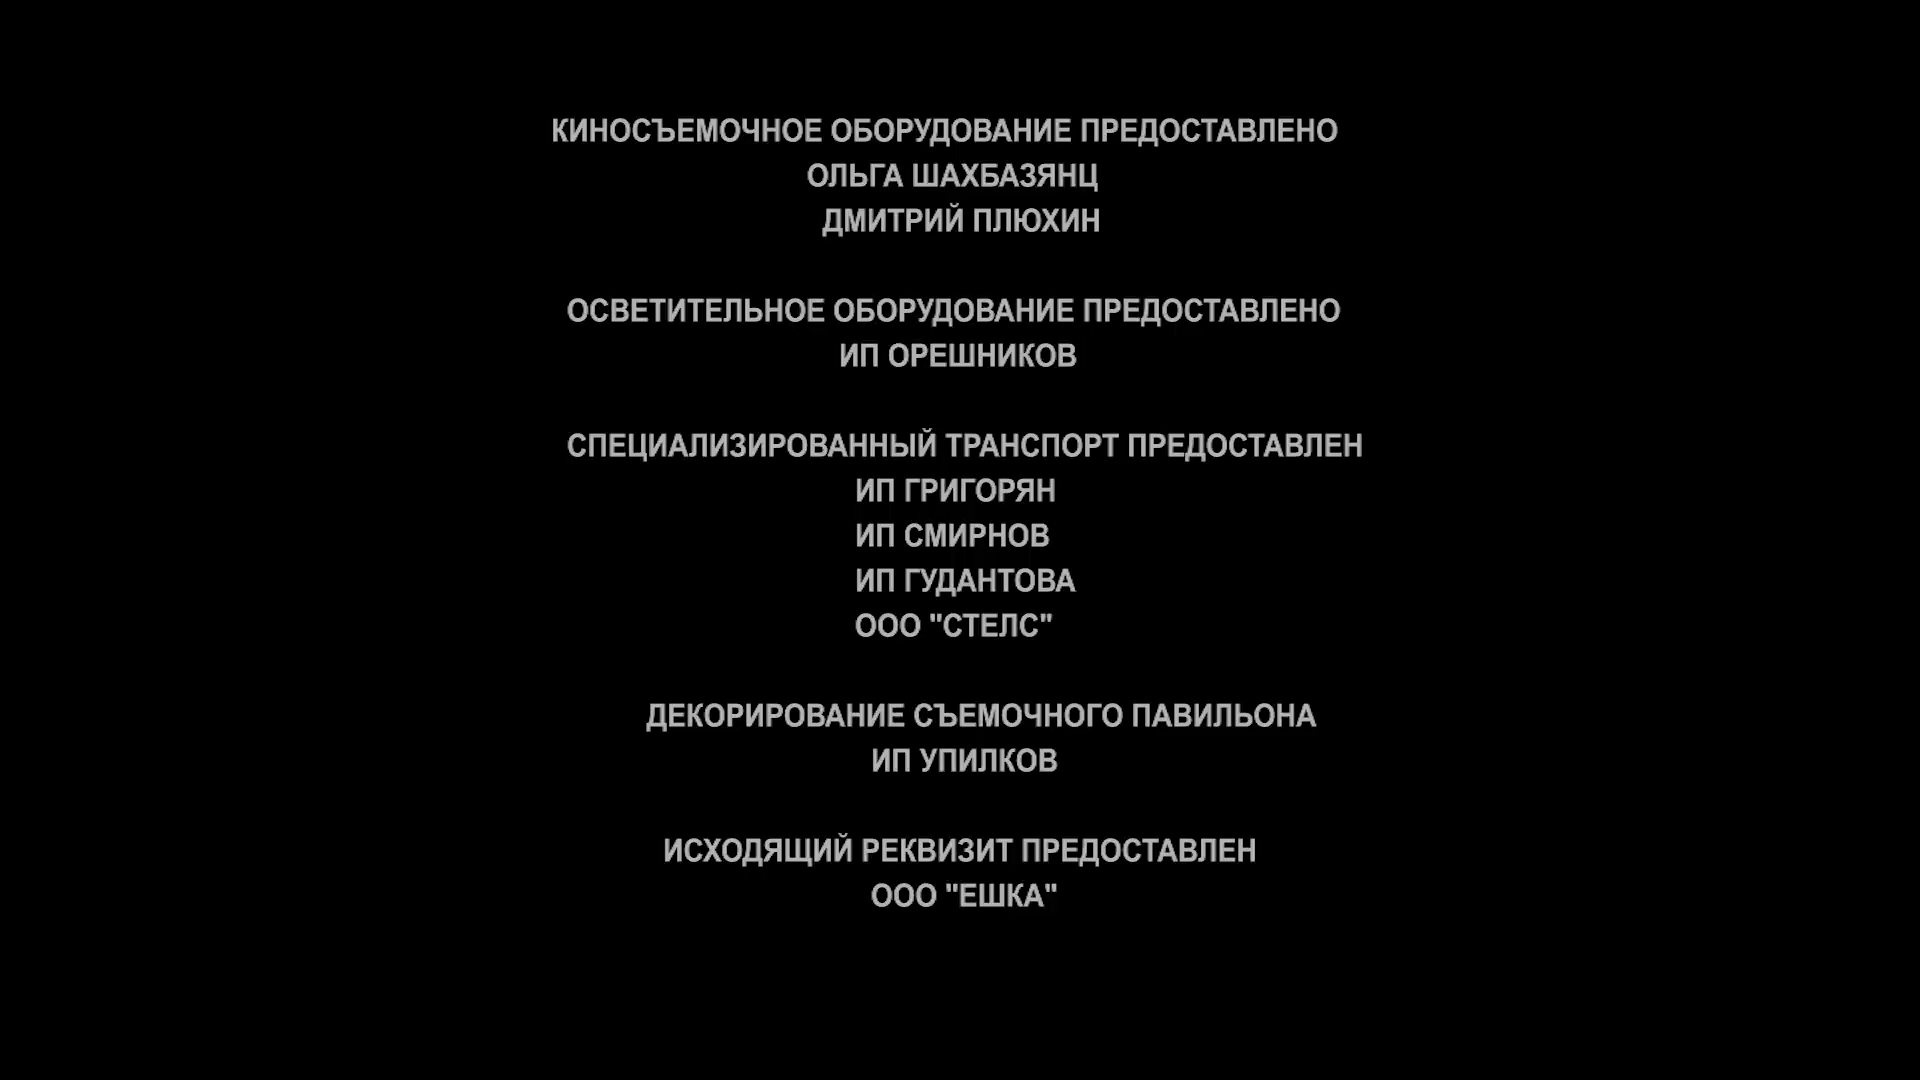 КИНОСЪЕМОЧНОЕ ОБОРУДОВАНИЕ ПРЕДОСТАВЛЕНО
ОЛЬГА ШАХБАЗЯНЦ
ДМИТРИЙ ПЛЮХИН
ОСВЕТИТЕЛЬНОЕ ОБОРУДОВАНИЕ ПРЕДОСТАВЛЕНО
ИП ОРЕШНИКОВ
СПЕЦИАЛИЗИРОВАННЫЙ ТРАНСПОРТ ПРЕДОСТАВЛЕН
ИП ГРИГОРЯН
ИП СМИРНОВ
ИП ГУДАНТОВА
ООО "СТЕЛС"
ДЕКОРИРОВАНИЕ СЪЕМОЧНОГО ПАВИЛЬОНА
ИП УПИЛКОВ
ИСХОДЯЩИЙ РЕКВИЗИТ ПРЕДОСТАВЛЕН
ООО "ЕШКА"